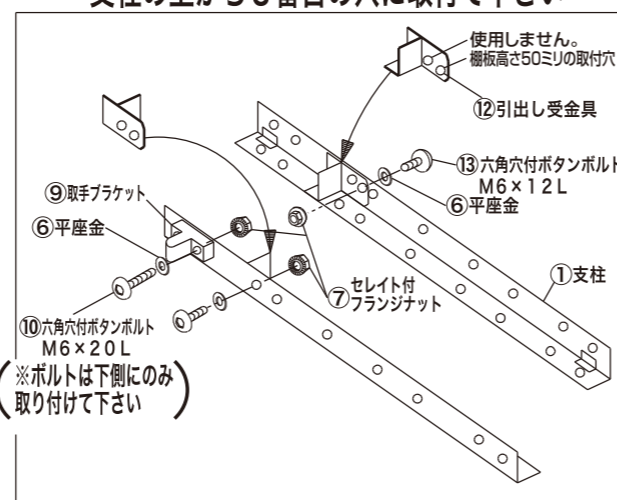 使用しません。
棚板高さ50ミリの取付穴
⑫引出し受金具
⑬六角穴付ボタンボルト
M6×12L
⑥平座金
⑨取手ブラケット
⑥平座金
①支柱
⑦セレイト付
フランジナット
⑩六角穴付ボタンボルト
M6×20L
(※ボルトは下側にのみ
取り付けて下さい)